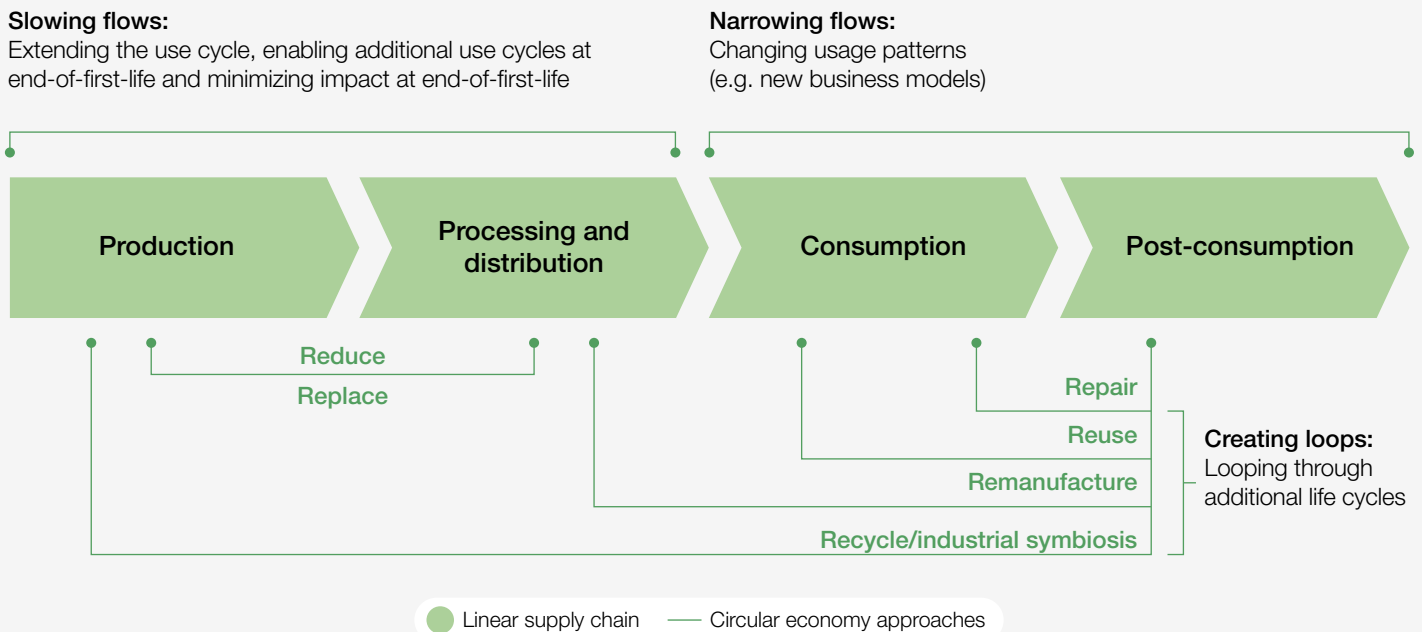 Slowing flows:
Extending the use cycle, enabling additional use cycles at
end-of-first-life and minimizing impact at end-of-first-life
Narrowing flows:
Changing usage patterns
(e.g. new business models)
Production
Processing and
distribution
Consumption
Post-consumption
Reduce
Replace
Repair
Reuse
Remanufacture
Recycle/industrial symbiosis
Creating loops:
Looping through
additional life cycles
Linear supply chain
Circular economy approaches